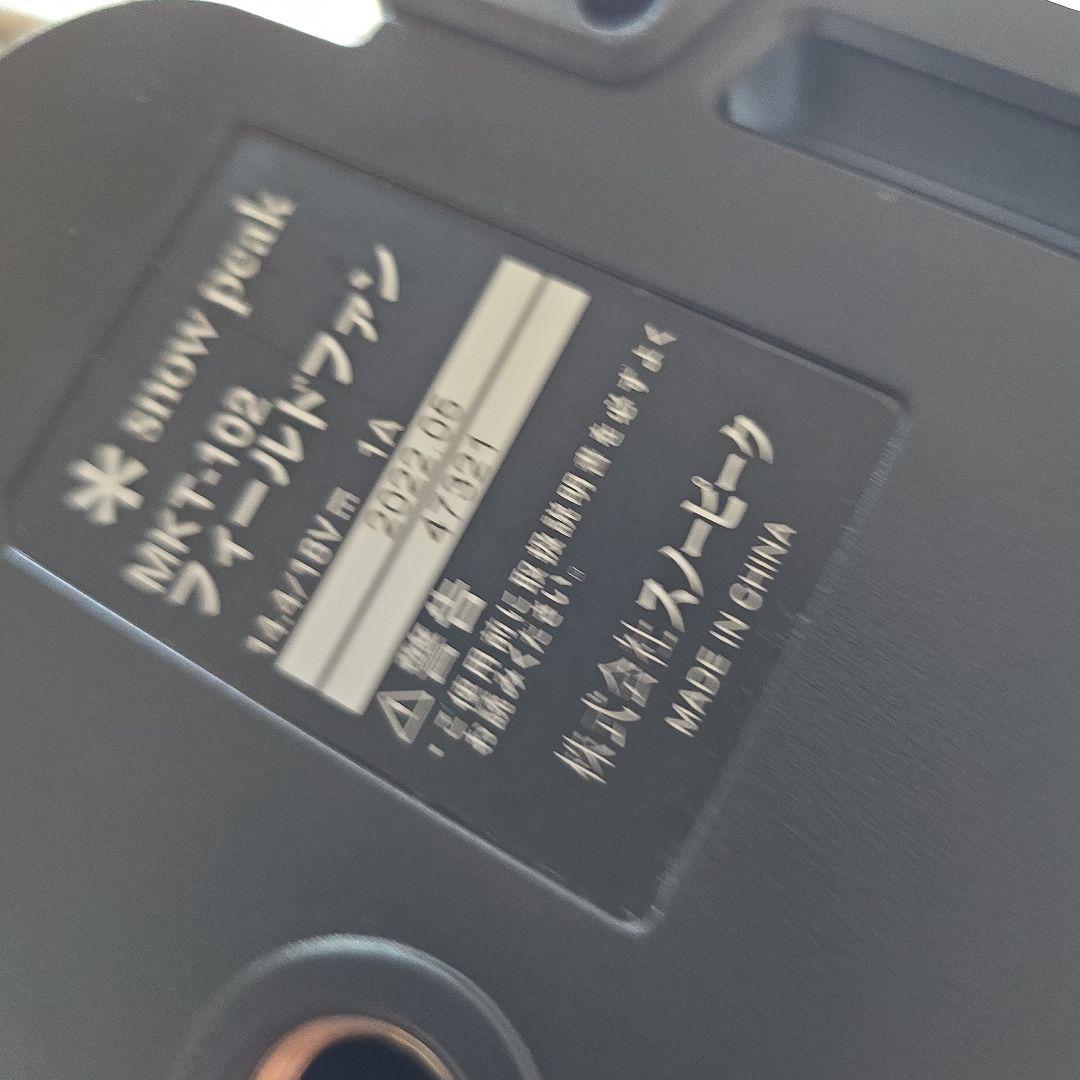 snow peak
MKT-102
フィールドファン
14.4/18V⎓ 1A
2022.05
47321
⚠警告
・ご使用前に取扱説明書を必ずよく
お読みください。
株式会社スノーピーク
MADE IN CHINA